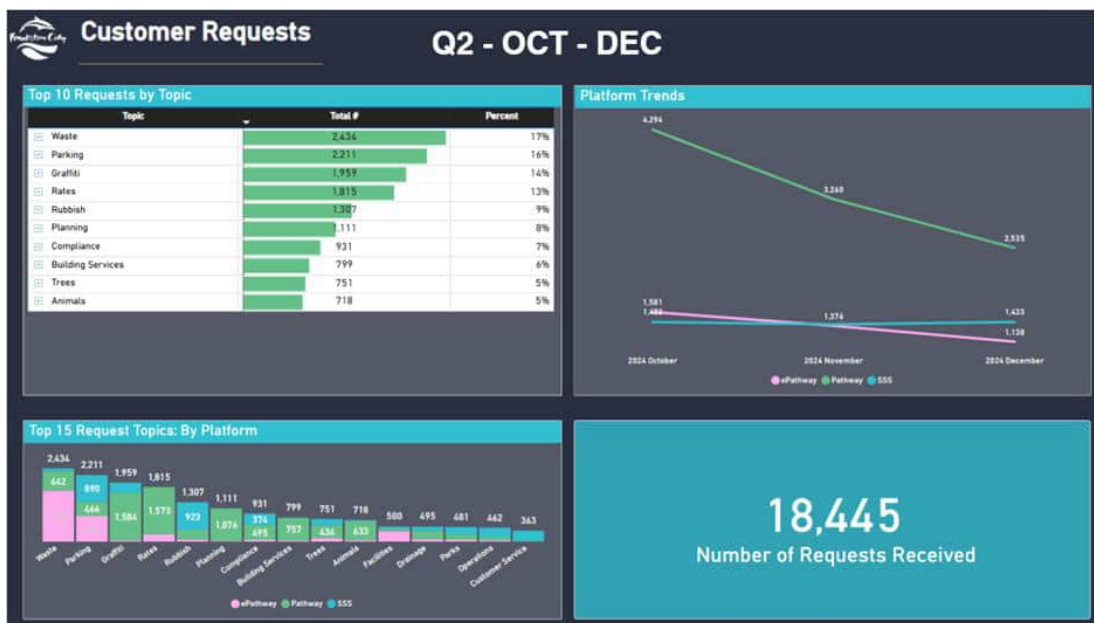 Frankston City
Customer Requests
Q2 - OCT - DEC
Top 10 Requests by Topic
Topic Total # Percent
Waste 2,434 17%
Parking 2,211 16%
Graffiti 1,959 14%
Rates 1,815 13%
Rubbish 1,307 9%
Planning 1,111 8%
Compliance 931 7%
Building Services 799 6%
Trees 751 5%
Animals 718 5%
Platform Trends
4,294
3,260
2,535
1,581
1,376
1,433
1,138
2024 October 2024 November 2024 December
ePathway Pathway SSS
Top 15 Request Topics: By Platform
2,434 2,211 1,959 1,815 1,307 1,111 931 799 751 718 500 495 481 462 363
642 890 466 1,584 1,573 923 1,076 374 495 757 434 633
Waste Parking Graffiti Rates Rubbish Planning Compliance Building Services Trees Animals Facilities Drainage Parks Operations Customer Service
ePathway Pathway SSS
18,445
Number of Requests Received